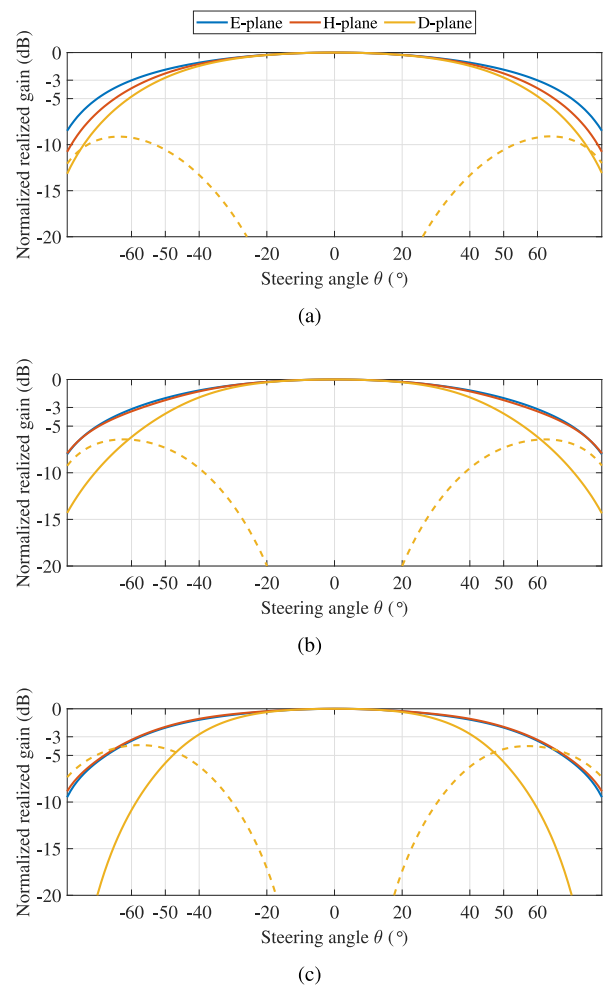 E-plane H-plane D-plane
Normalized realized gain (dB)
0
-3
-5
-10
-15
-20
-60 -50 -40 -20 0 20 40 50 60
Steering angle θ (°)
(a)
Normalized realized gain (dB)
0
-3
-5
-10
-15
-20
-60 -50 -40 -20 0 20 40 50 60
Steering angle θ (°)
(b)
Normalized realized gain (dB)
0
-3
-5
-10
-15
-20
-60 -50 -40 -20 0 20 40 50 60
Steering angle θ (°)
(c)